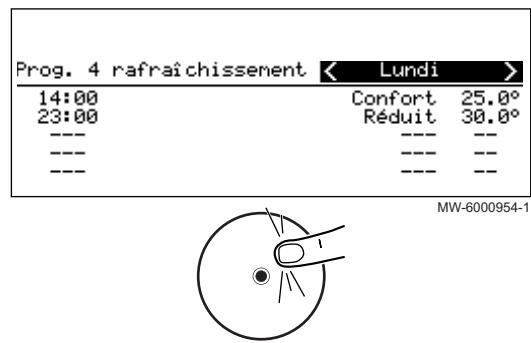 Prog. 4 rafraîchissement < Lundi >
14:00 Confort 25.0°
23:00 Réduit 30.0°
--- --- --
--- --- --
--- --- --
MW-6000954-1